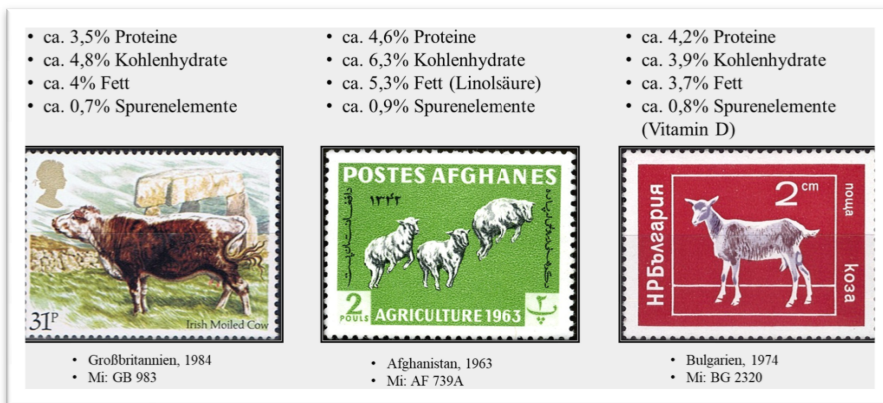 • ca. 3,5% Proteine
• ca. 4,8% Kohlenhydrate
• ca. 4% Fett
• ca. 0,7% Spurenelemente
31P
Irish Moiled Cow
• Großbritannien, 1984
• Mi: GB 983
• ca. 4,6% Proteine
• ca. 6,3% Kohlenhydrate
• ca. 5,3% Fett (Linolsäure)
• ca. 0,9% Spurenelemente
POSTES AFGHANES
۱۳۴۲
2
POULS
AGRICULTURE 1963
۲
• Afghanistan, 1963
• Mi: AF 739A
• ca. 4,2% Proteine
• ca. 3,9% Kohlenhydrate
• ca. 3,7% Fett
• ca. 0,8% Spurenelemente
(Vitamin D)
НРБългария
2 cm
поща
коза
• Bulgarien, 1974
• Mi: BG 2320